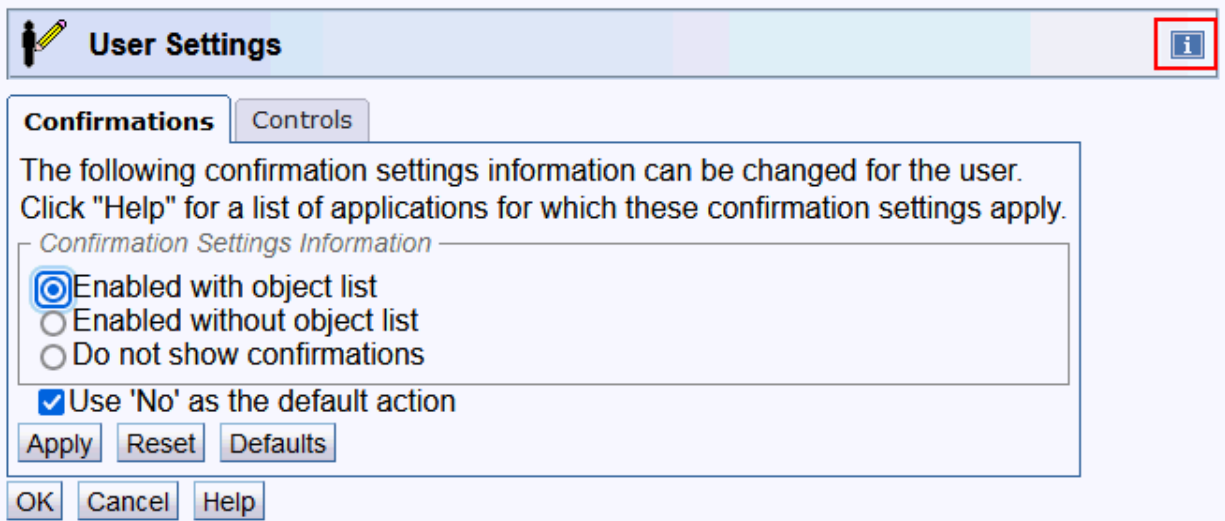 User Settings
i
Confirmations
Controls
The following confirmation settings information can be changed for the user.
Click "Help" for a list of applications for which these confirmation settings apply.
Confirmation Settings Information
Enabled with object list
Enabled without object list
Do not show confirmations
Use 'No' as the default action
Apply Reset Defaults
OK Cancel Help